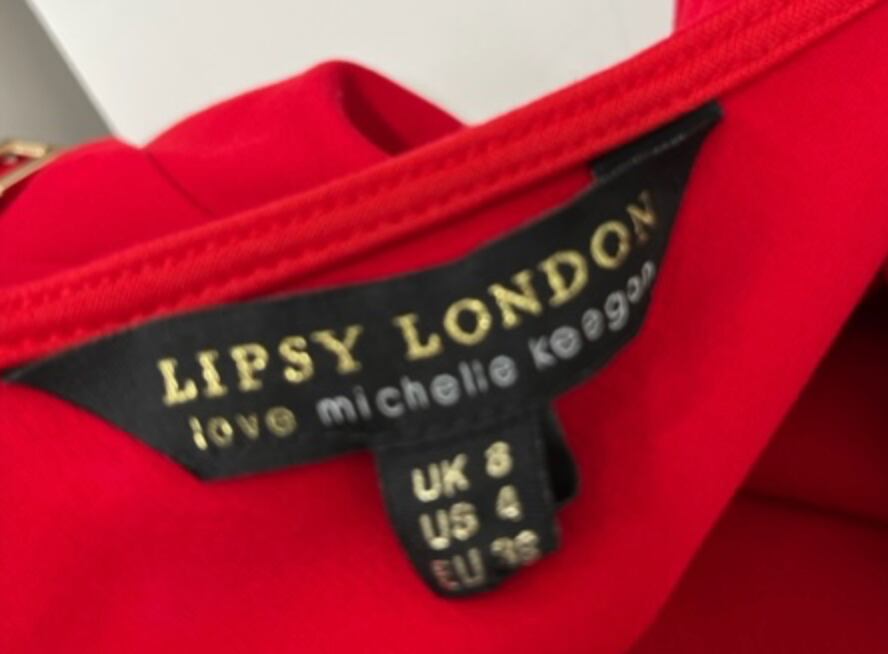 LIPSY LONDON
love michelle keegan
UK 8
US 4
EU 36